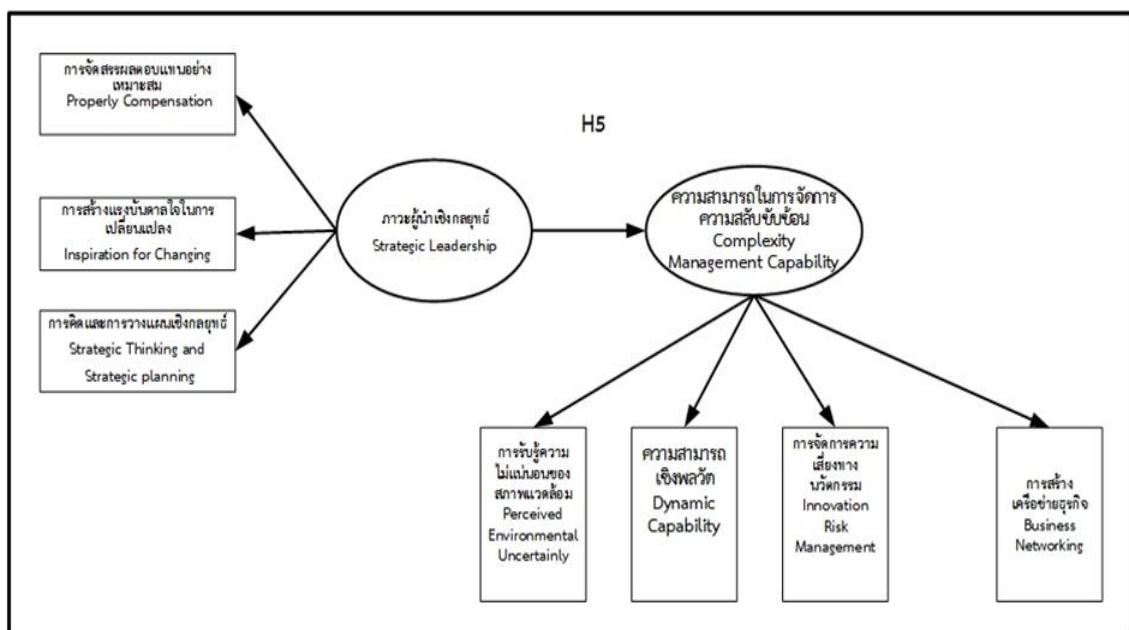 การจัดสรรผลตอบแทนอย่าง
เหมาะสม
Properly Compensation
H5
การสร้างแรงบันดาลใจในการ
เปลี่ยนแปลง
Inspiration for Changing
ภาวะผู้นำเชิงกลยุทธ์
Strategic Leadership
ความสามารถในการจัดการ
ความสลับซับซ้อน
Complexity
Management Capability
การคิดและการวางแผนเชิงกลยุทธ์
Strategic Thinking and
Strategic planning
การรับรู้ความ
ไม่แน่นอนของ
สภาพแวดล้อม
Perceived
Environmental
Uncertainly
ความสามารถ
เชิงพลวัต
Dynamic
Capability
การจัดการความ
เสี่ยงทาง
นวัตกรรม
Innovation
Risk
Management
การสร้าง
เครือข่ายธุรกิจ
Business
Networking